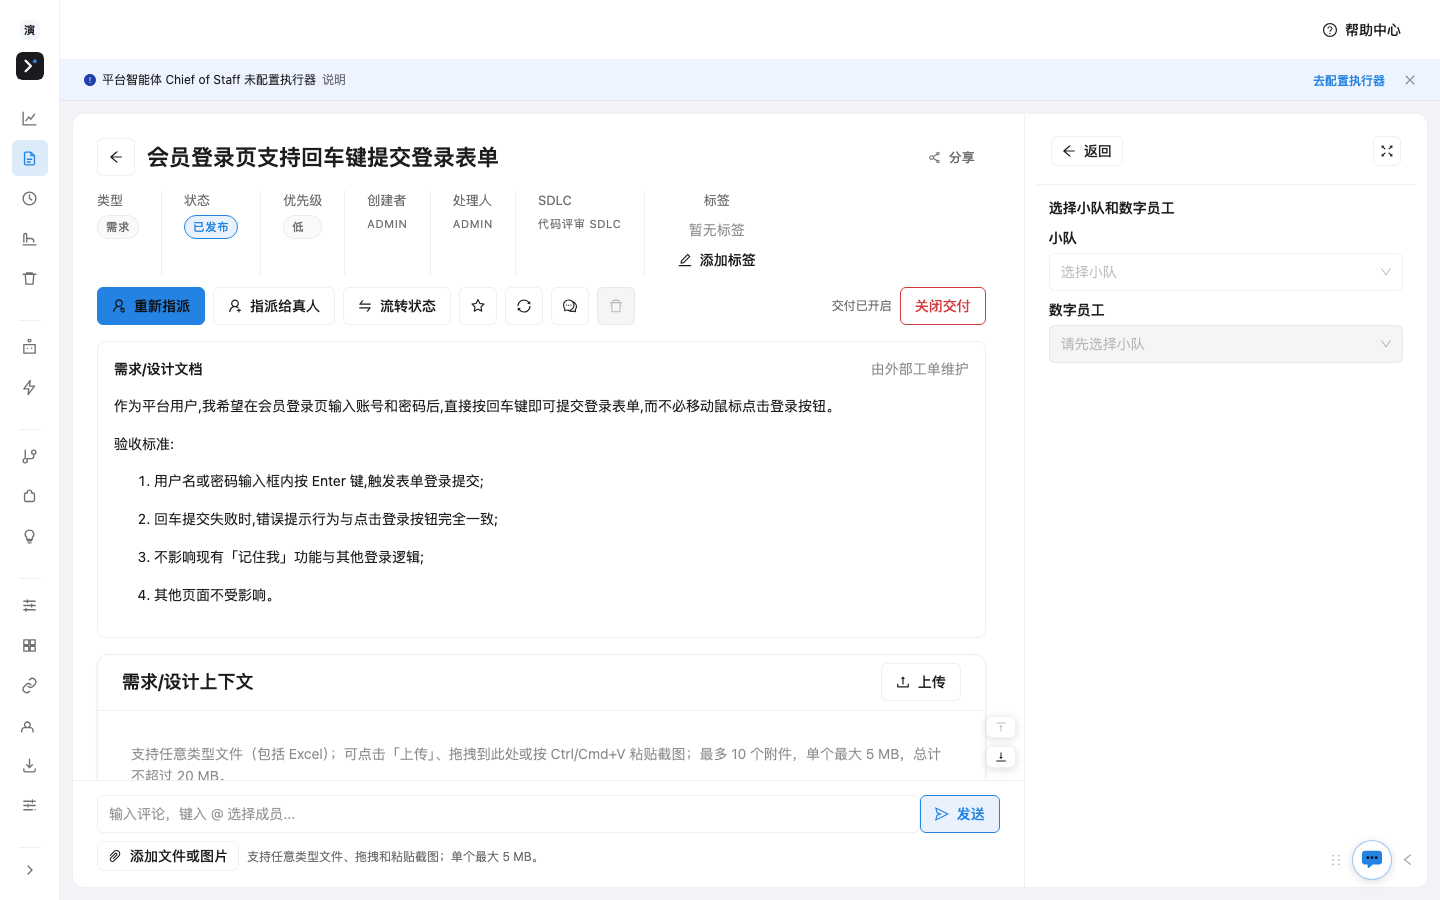 演
帮助中心
平台智能体 Chief of Staff 未配置执行器 说明
去配置执行器
会员登录页支持回车键提交登录表单
分享
类型
需求
状态
已发布
优先级
低
创建者
ADMIN
处理人
ADMIN
SDLC
代码评审 SDLC
标签
暂无标签
添加标签
重新指派
指派给真人
流转状态
交付已开启
关闭交付
需求/设计文档
由外部工单维护
作为平台用户,我希望在会员登录页输入账号和密码后,直接按回车键即可提交登录表单,而不必移动鼠标点击登录按钮。
验收标准:
1. 用户名或密码输入框内按 Enter 键,触发表单登录提交;
2. 回车提交失败时,错误提示行为与点击登录按钮完全一致;
3. 不影响现有「记住我」功能与其他登录逻辑;
4. 其他页面不受影响。
需求/设计上下文
上传
支持任意类型文件（包括 Excel）；可点击「上传」、拖拽到此处或按 Ctrl/Cmd+V 粘贴截图；最多 10 个附件，单个最大 5 MB，总计
不超过 20 MB。
输入评论，键入 @ 选择成员...
发送
添加文件或图片
支持任意类型文件、拖拽和粘贴截图；单个最大 5 MB。
返回
选择小队和数字员工
小队
选择小队
数字员工
请先选择小队